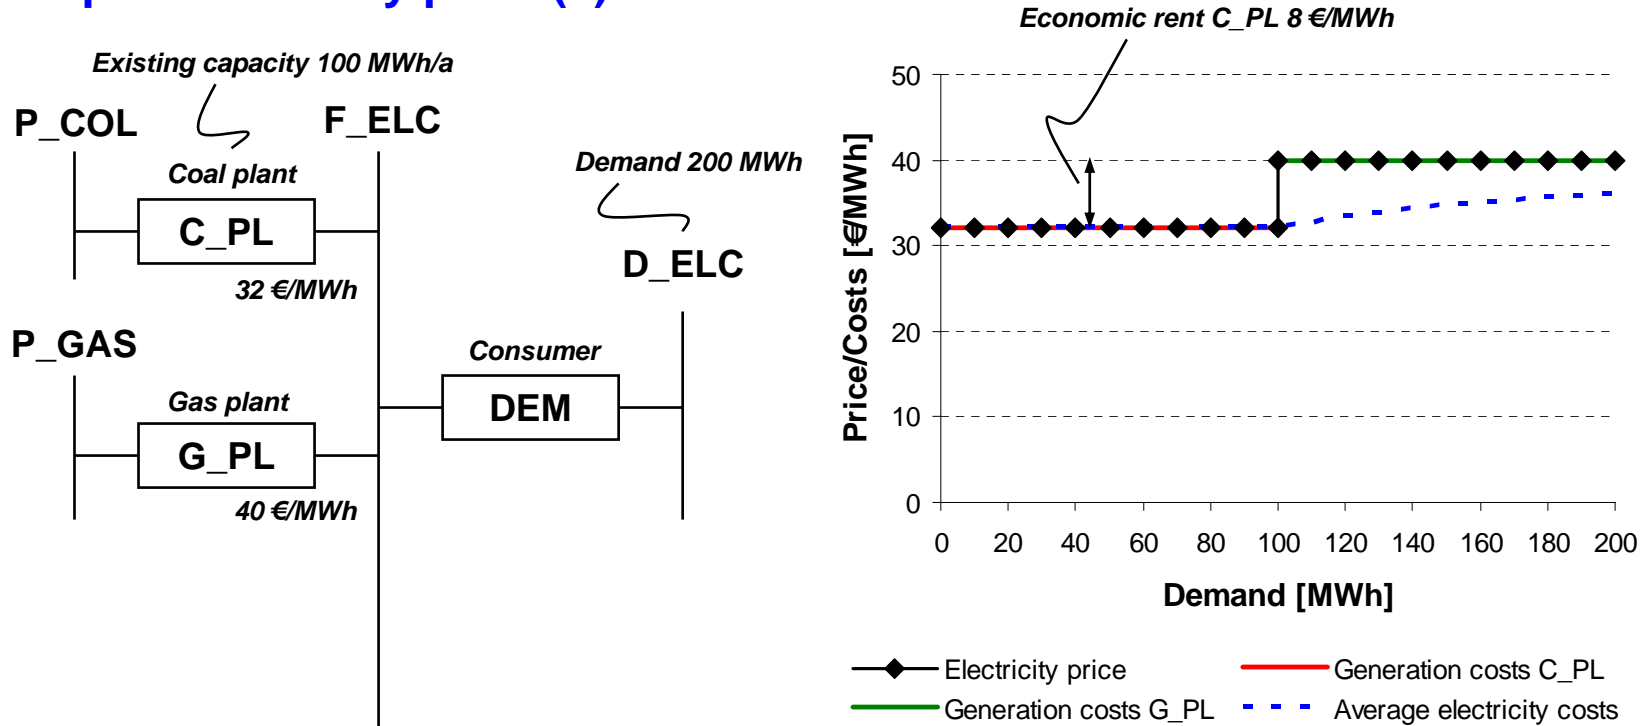 Existing capacity 100 MWh/a
P_COL
F_ELC
Coal plant
C_PL
32 €/MWh
Demand 200 MWh
D_ELC
P_GAS
Gas plant
G_PL
40 €/MWh
Consumer
DEM
Economic rent C_PL 8 €/MWh
Price/Costs [€/MWh]
50
40
30
20
10
0
0 20 40 60 80 100 120 140 160 180 200
Demand [MWh]
Electricity price
Generation costs C_PL
Generation costs G_PL
Average electricity costs